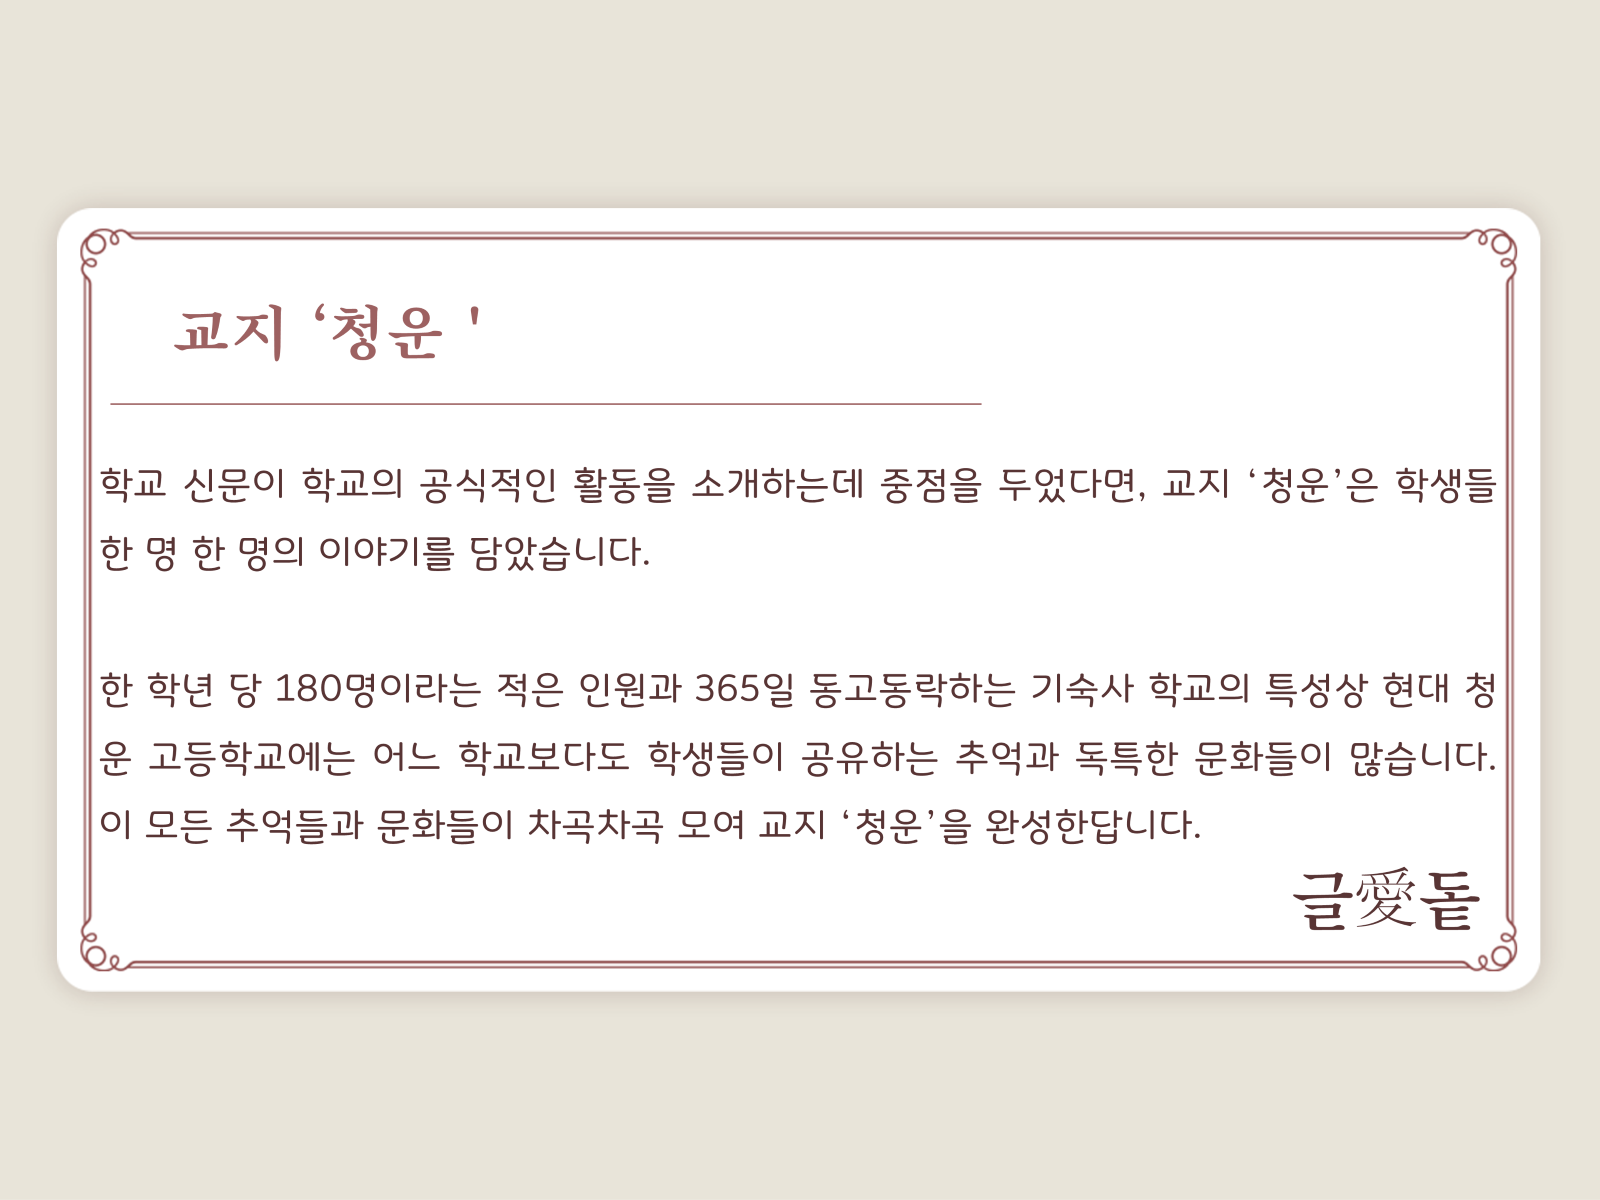 교지 ‘청운 '
학교 신문이 학교의 공식적인 활동을 소개하는데 중점을 두었다면, 교지 ‘청운’은 학생들
한 명 한 명의 이야기를 담았습니다.
한 학년 당 180명이라는 적은 인원과 365일 동고동락하는 기숙사 학교의 특성상 현대 청
운 고등학교에는 어느 학교보다도 학생들이 공유하는 추억과 독특한 문화들이 많습니다.
이 모든 추억들과 문화들이 차곡차곡 모여 교지 ‘청운’을 완성한답니다.
글愛돝